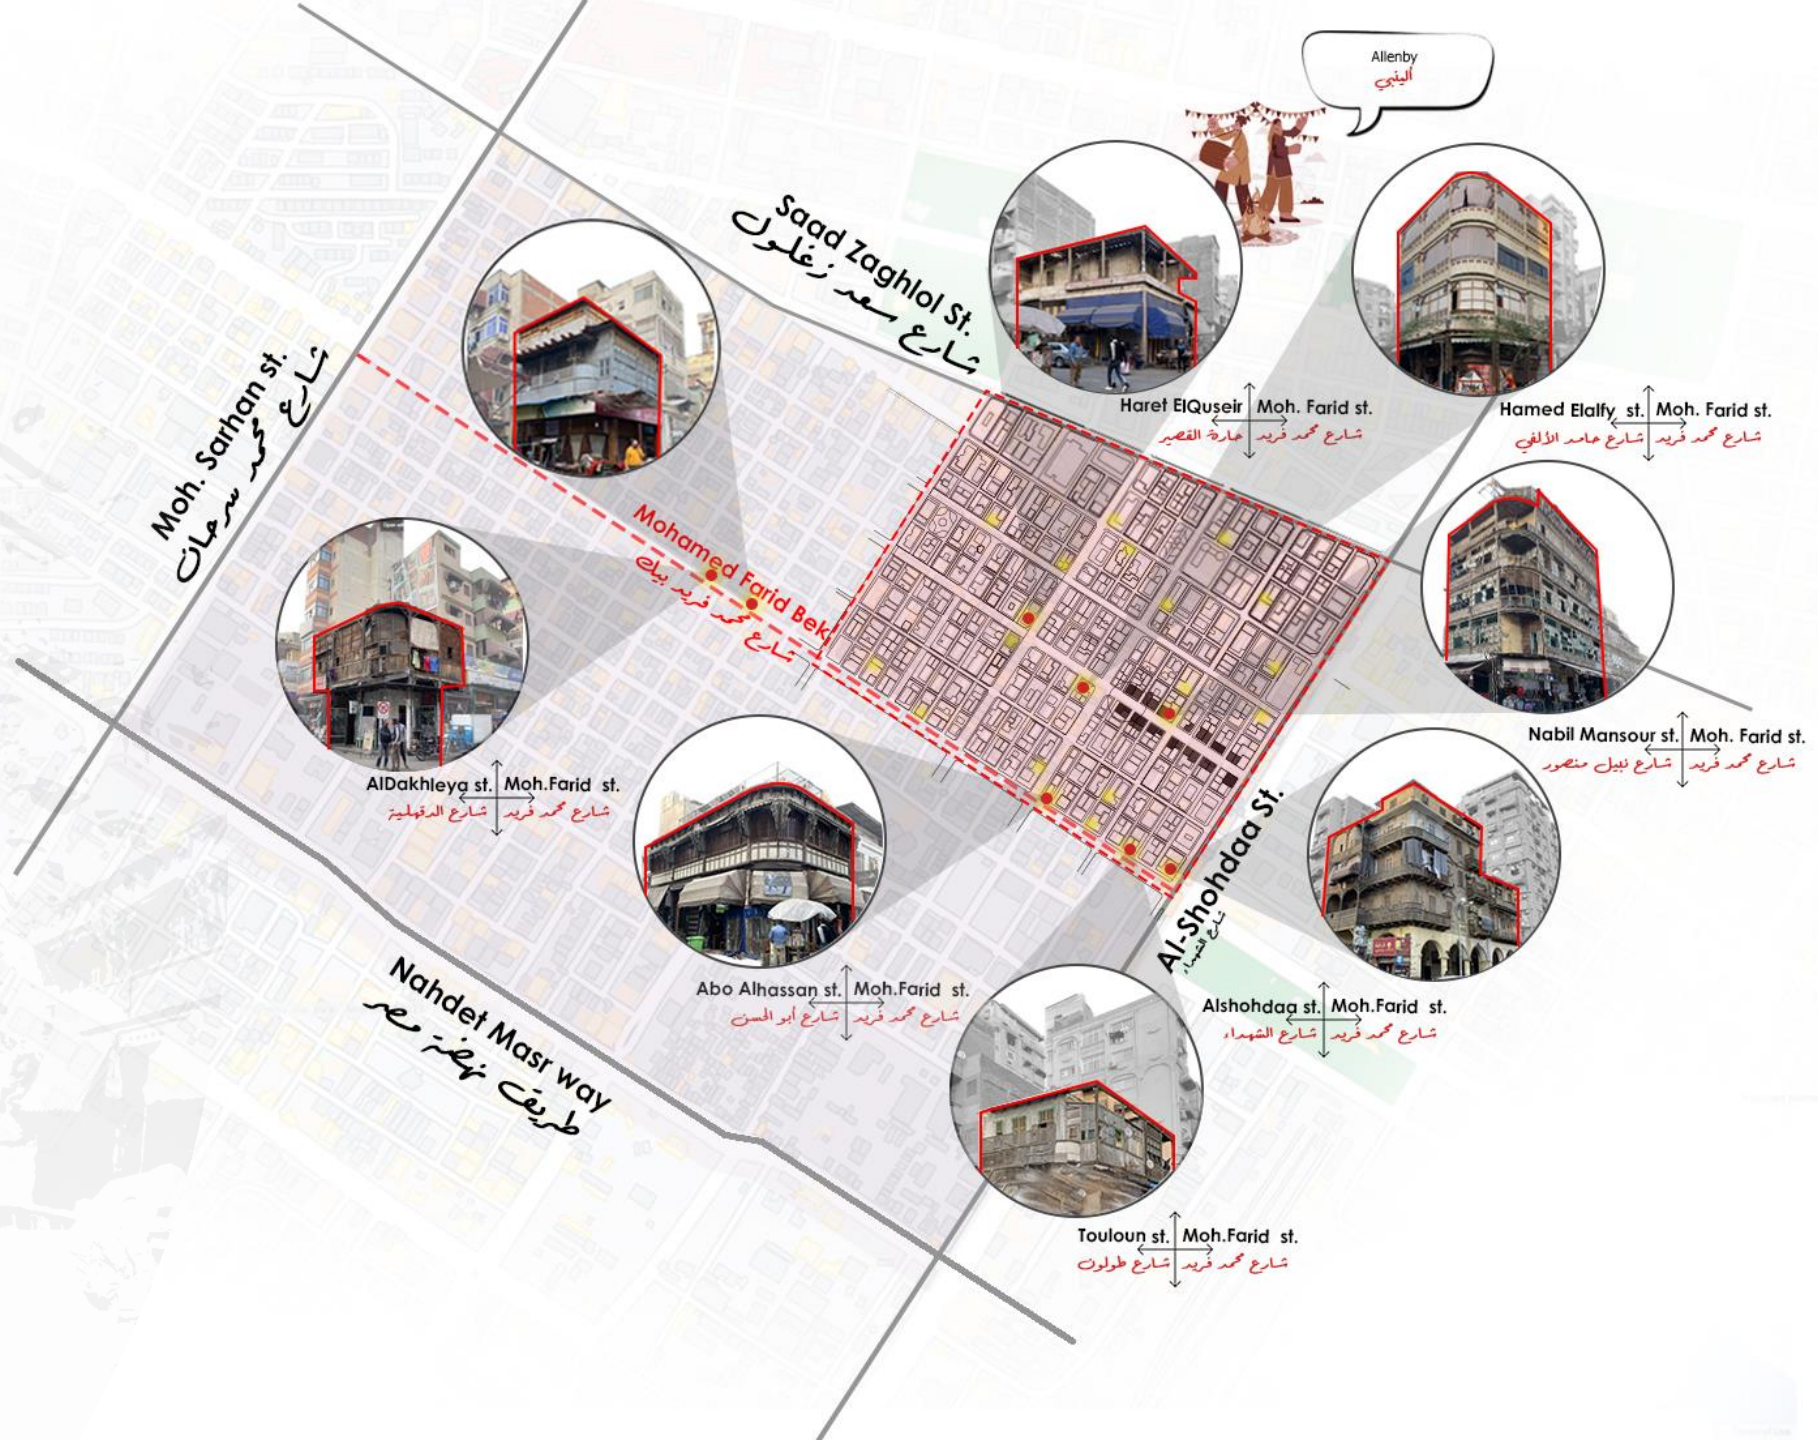 Allenby
ألينبي
Saad Zaghlol St.
شارع سعد زغلول
Moh. Sarhan st.
شارع محمد سرحان
Haret ElQuseir Moh. Farid st.
حارة القصير شارع محمد فريد
Hamed Elalfy st. Moh. Farid st.
شارع حامد الألفي شارع محمد فريد
Mohamed Farid Bek
شارع محمد فريد بيك
Nabil Mansour st. Moh. Farid st.
شارع نبيل منصور شارع محمد فريد
AlDakhleya st. Moh.Farid st.
شارع الدقهلية شارع محمد فريد
Al-Shohdaa St.
شارع الشهداء
Abo Alhassan st. Moh.Farid st.
شارع أبو الحسن شارع محمد فريد
Alshohdaa st. Moh.Farid st.
شارع الشهداء شارع محمد فريد
Nahdet Masr way
طريق نهضة مصر
Touloun st. Moh.Farid st.
شارع طولون شارع محمد فريد